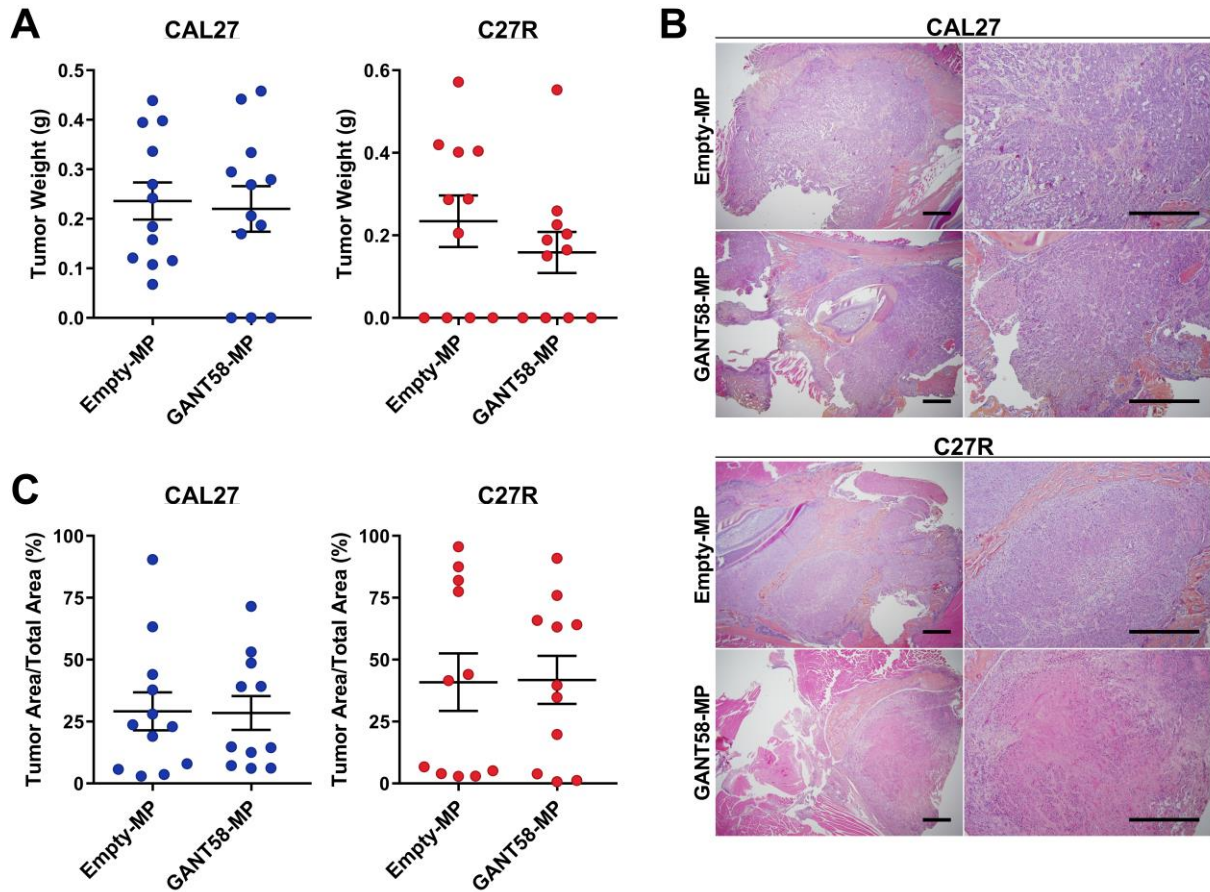 A
CAL27
Tumor Weight (g)
0.5
0.4
0.3
0.2
0.1
0.0
Empty-MP
GANT58-MP
C27R
Tumor Weight (g)
0.6
0.4
0.2
0.0
Empty-MP
GANT58-MP
B
CAL27
Empty-MP
GANT58-MP
C27R
Empty-MP
GANT58-MP
C
CAL27
Tumor Area/Total Area (%)
100
75
50
25
0
Empty-MP
GANT58-MP
C27R
Tumor Area/Total Area (%)
100
75
50
25
0
Empty-MP
GANT58-MP